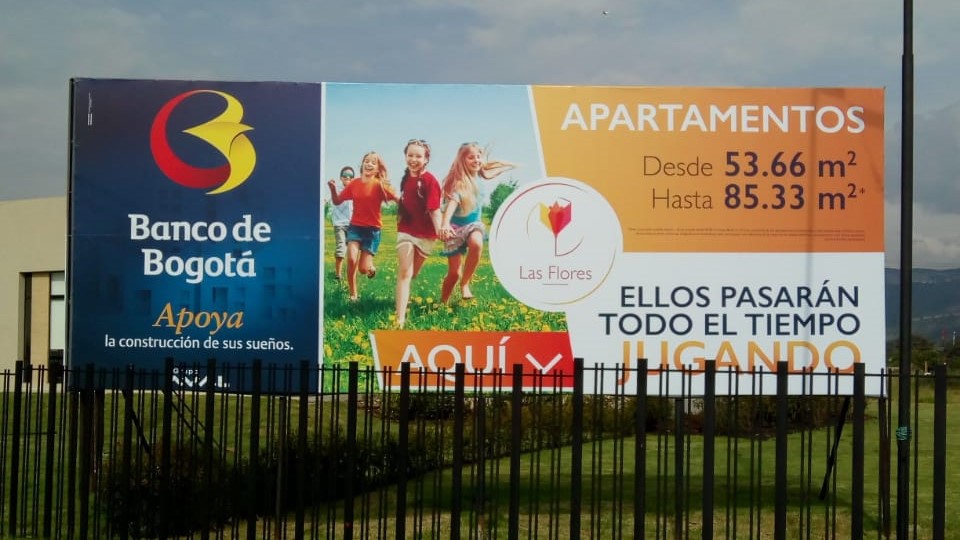 Banco de
Bogotá
Apoya
la construcción de sus sueños.
Grupo
AQUÍ
Las Flores
APARTAMENTOS
Desde 53.66 m²
Hasta 85.33 m²*
ELLOS PASARÁN
TODO EL TIEMPO
JUGANDO